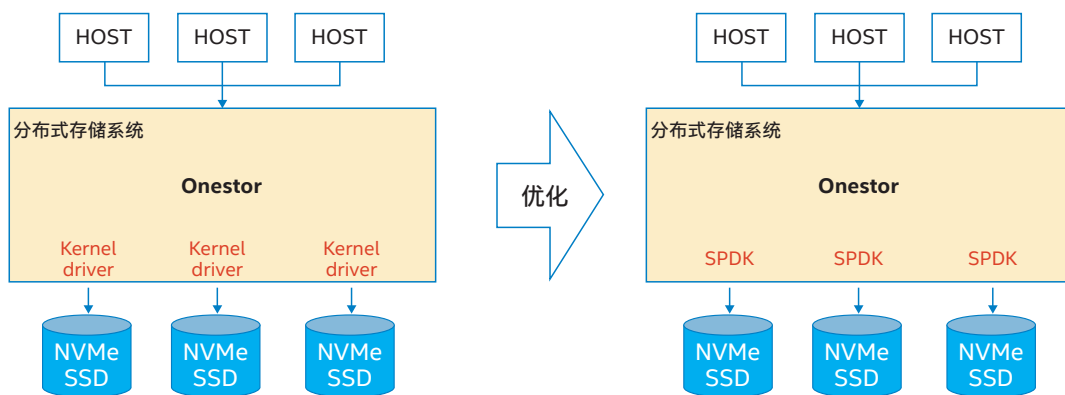 HOST
HOST
HOST
分布式存储系统
Onestor
Kernel
driver
Kernel
driver
Kernel
driver
NVMe
SSD
NVMe
SSD
NVMe
SSD
优化
HOST
HOST
HOST
分布式存储系统
Onestor
SPDK
SPDK
SPDK
NVMe
SSD
NVMe
SSD
NVMe
SSD